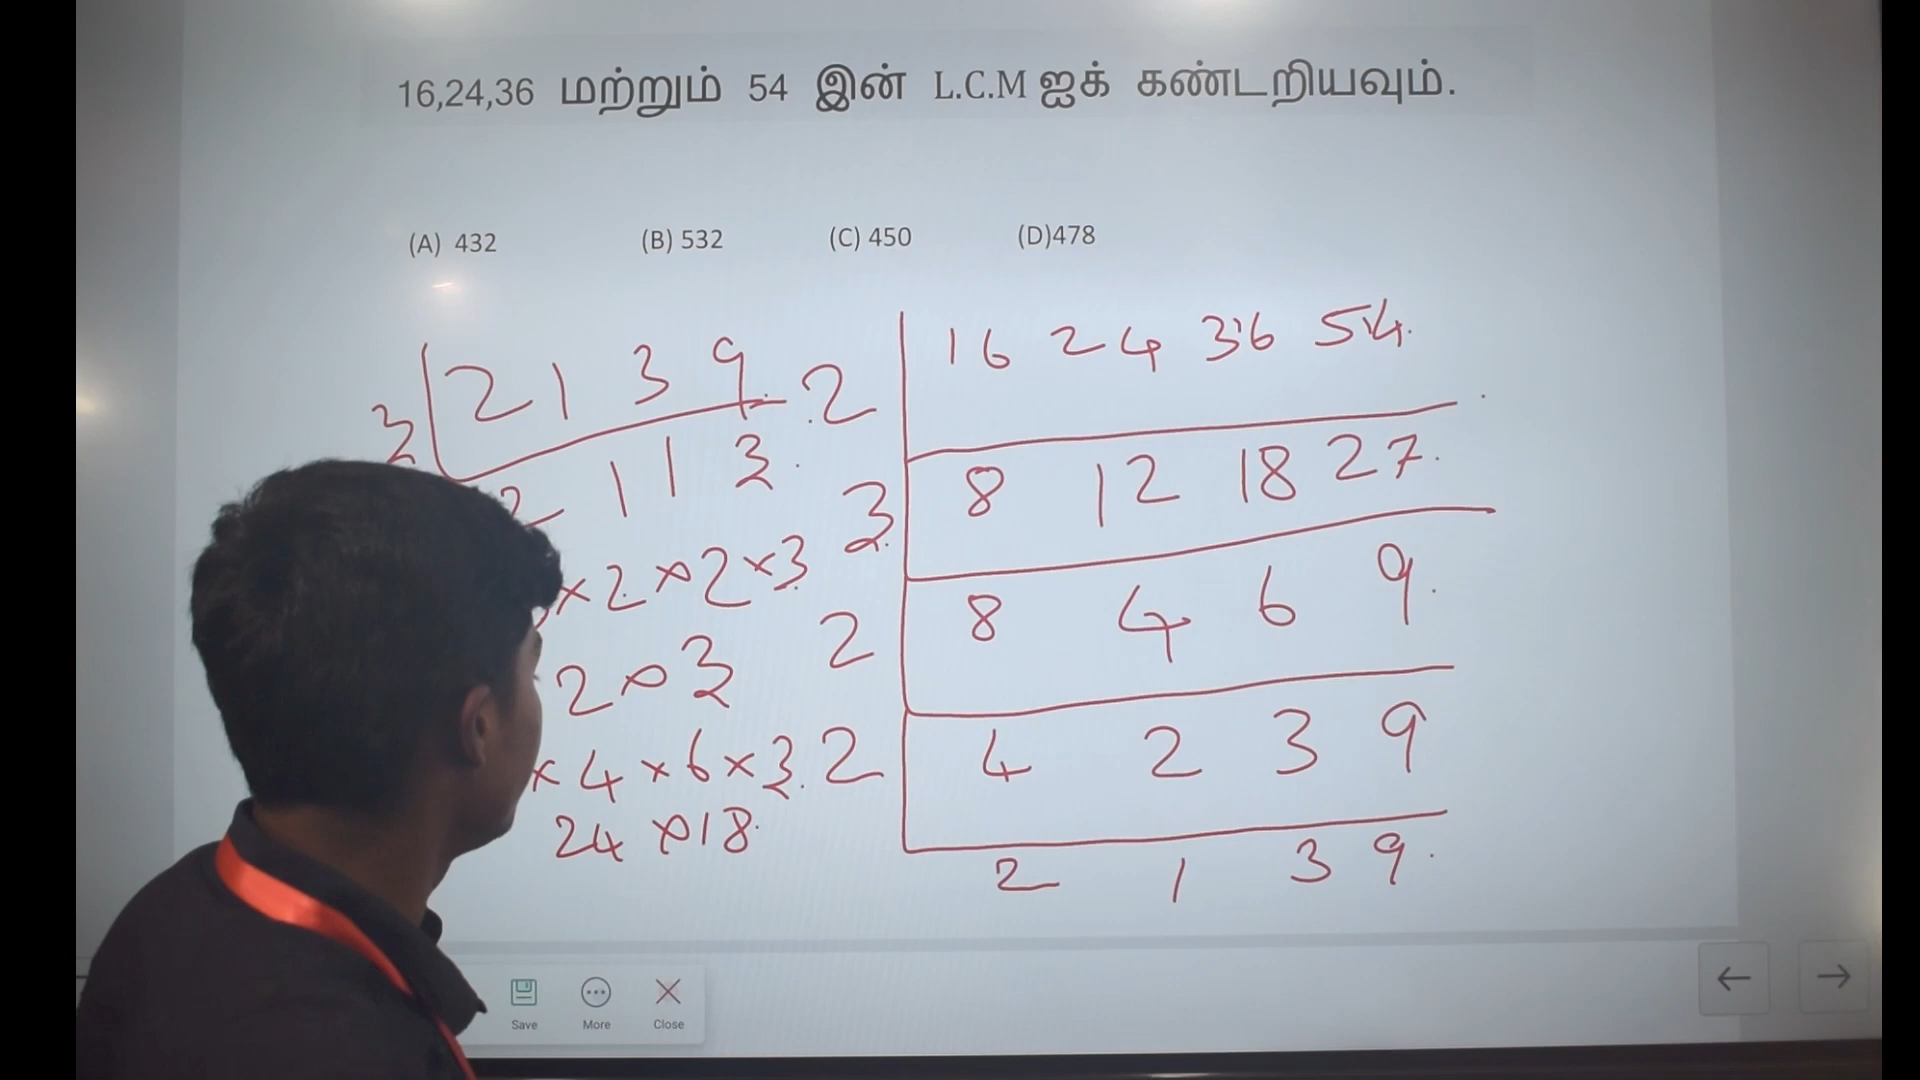 16,24,36 மற்றும் 54 இன் L.C.M ஐக் கண்டறியவும்.
(A) 432 (B) 532 (C) 450 (D)478
2 16 24 36 54
3 8 12 18 27
2 8 4 6 9
2 4 2 3 9
2 1 3 9
3 2 1 3 9
2 1 1 3
×2×2×3
2×3
×4×6×3
24×18
Save More Close